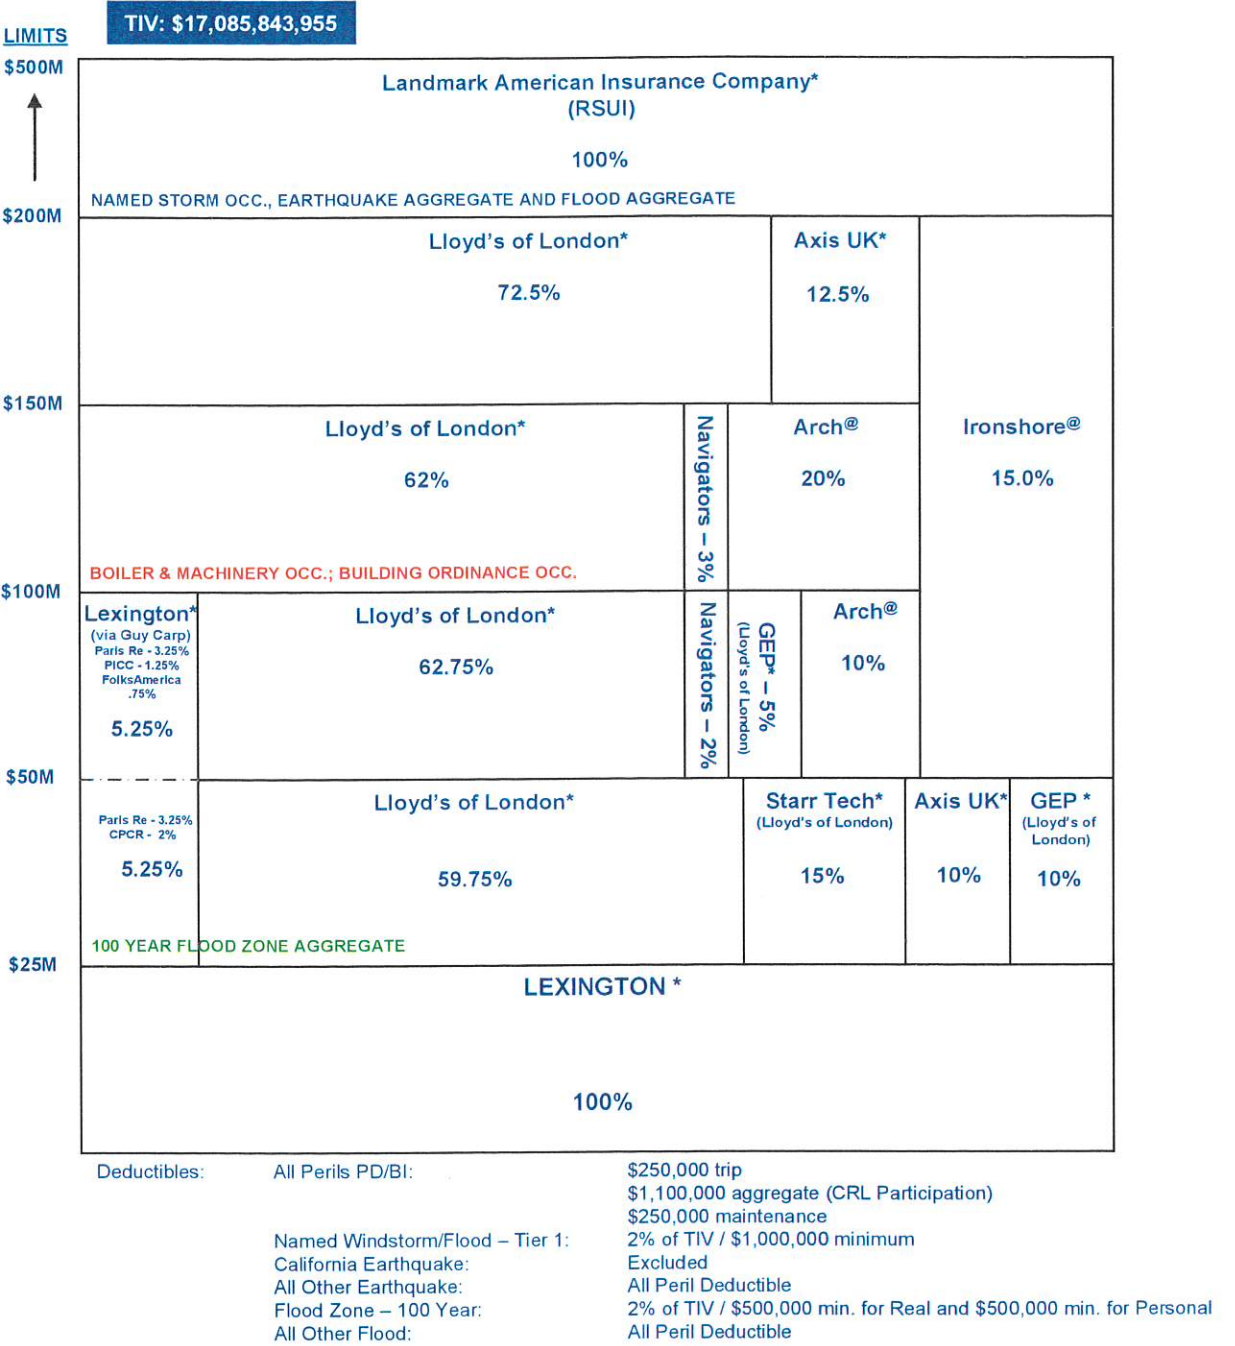 TIV: $17,085,843,955
LIMITS
$500M
Landmark American Insurance Company*
(RSUI)
100%
NAMED STORM OCC., EARTHQUAKE AGGREGATE AND FLOOD AGGREGATE
$200M
Lloyd's of London*
72.5%
Axis UK*
12.5%
$150M
Lloyd's of London*
62%
Navigators – 3%
Arch@
20%
Ironshore@
15.0%
BOILER & MACHINERY OCC.; BUILDING ORDINANCE OCC.
$100M
Lexington*
(via Guy Carp)
Paris Re - 3.25%
PICC - 1.25%
FolksAmerica
.75%
5.25%
Lloyd's of London*
62.75%
Navigators – 2%
GEP* – 5%
(Lloyd's of London)
Arch@
10%
$50M
Paris Re - 3.25%
CPCR - 2%
5.25%
Lloyd's of London*
59.75%
Starr Tech*
(Lloyd's of London)
15%
Axis UK*
10%
GEP *
(Lloyd's of
London)
10%
100 YEAR FLOOD ZONE AGGREGATE
$25M
LEXINGTON *
100%
Deductibles: All Perils PD/BI: $250,000 trip
$1,100,000 aggregate (CRL Participation)
$250,000 maintenance
Named Windstorm/Flood – Tier 1: 2% of TIV / $1,000,000 minimum
California Earthquake: Excluded
All Other Earthquake: All Peril Deductible
Flood Zone – 100 Year: 2% of TIV / $500,000 min. for Real and $500,000 min. for Personal
All Other Flood: All Peril Deductible